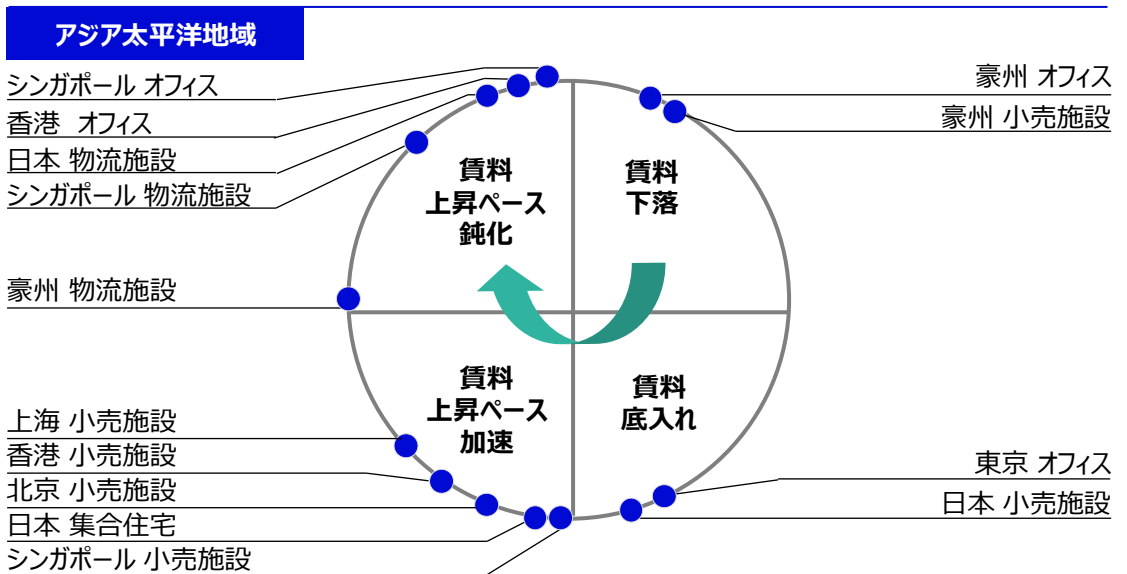 アジア太平洋地域
シンガポール オフィス
香港 オフィス
日本 物流施設
シンガポール 物流施設
豪州 物流施設
上海 小売施設
香港 小売施設
北京 小売施設
日本 集合住宅
シンガポール 小売施設
賃料
上昇ペース
鈍化
賃料
下落
賃料
上昇ペース
加速
賃料
底入れ
豪州 オフィス
豪州 小売施設
東京 オフィス
日本 小売施設